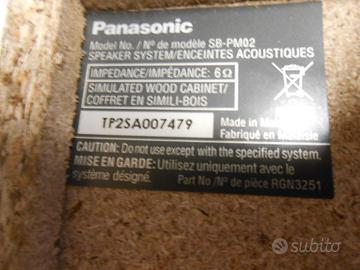 Panasonic
Model No. / Nº de modèle SB-PM02
SPEAKER SYSTEM/ENCEINTES ACOUSTIQUES
IMPEDANCE/IMPÉDANCE: 6Ω
SIMULATED WOOD CABINET/
COFFRET EN SIMILI-BOIS
TP2SA007479
Made in
Fabriqué en
CAUTION: Do not use except with the specified system.
MISE EN GARDE: Utilisez uniquement avec le
système désigné.
Part No /Nº de pièce RGN3251
subito